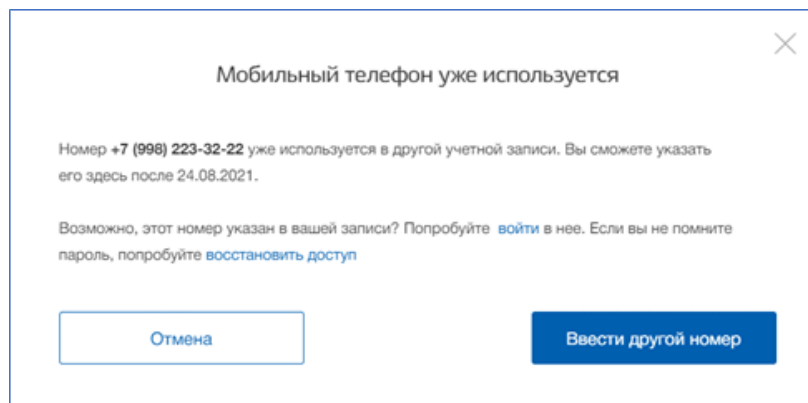 Мобильный телефон уже используется
Номер +7 (998) 223-32-22 уже используется в другой учетной записи. Вы сможете указать
его здесь после 24.08.2021.
Возможно, этот номер указан в вашей записи? Попробуйте войти в нее. Если вы не помните
пароль, попробуйте восстановить доступ
Отмена
Ввести другой номер